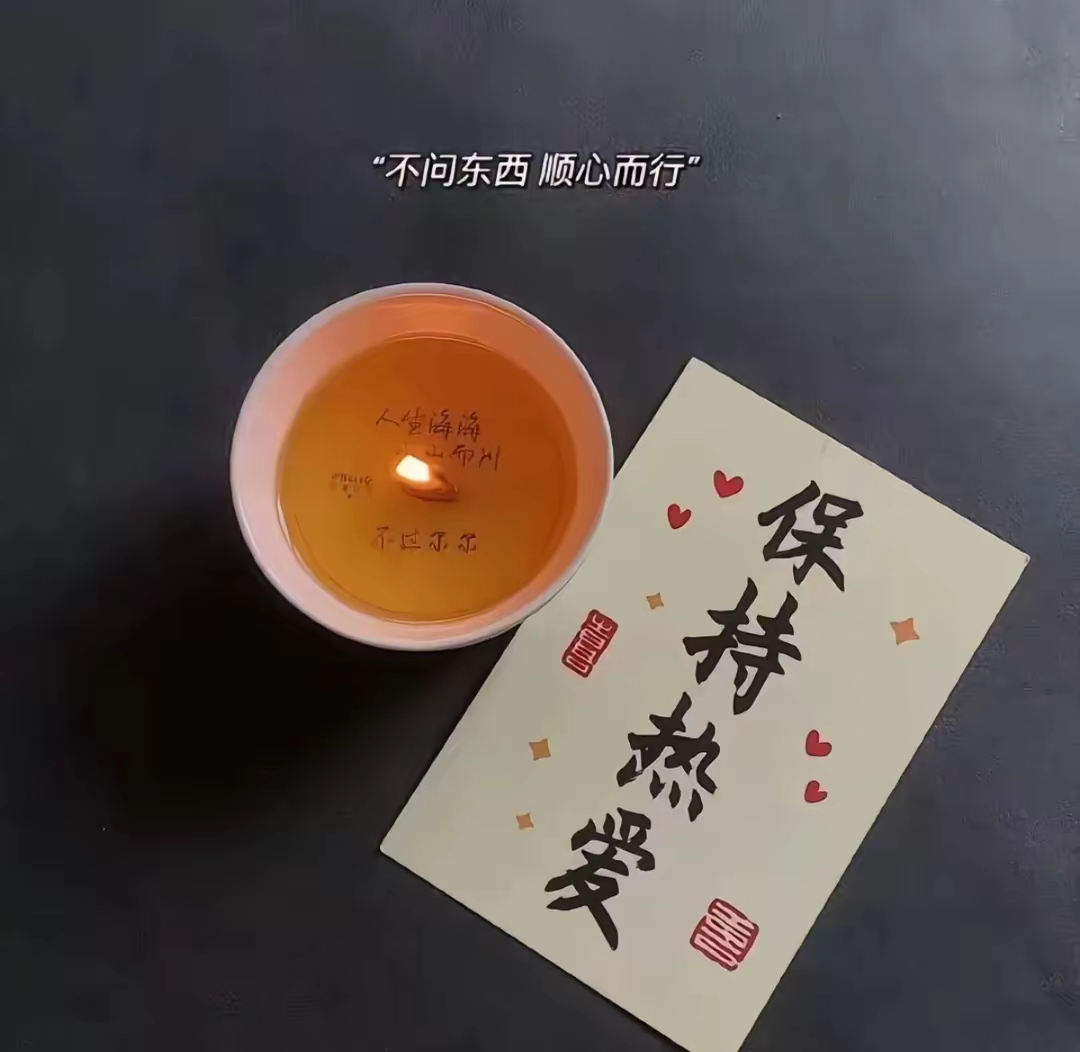 “不问东西 顺心而行”
人生海海
山而川
不过尔尔
保持热爱